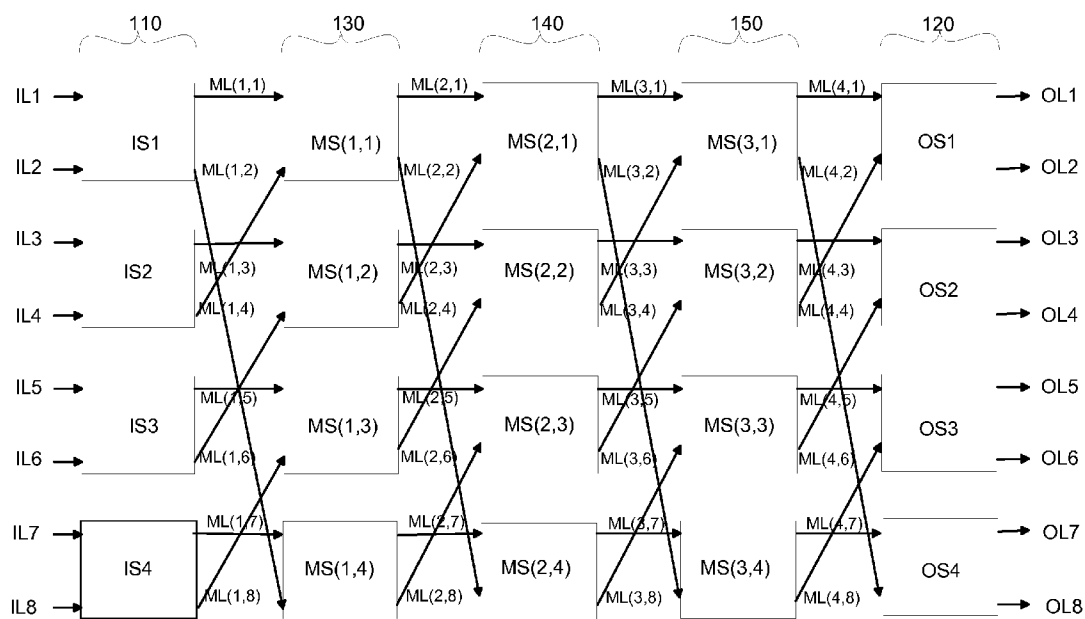 110 130 140 150 120
IL1 ML(1,1) ML(2,1) ML(3,1) ML(4,1) OL1
IS1 MS(1,1) MS(2,1) MS(3,1) OS1
IL2 ML(1,2) ML(2,2) ML(3,2) ML(4,2) OL2
IL3 OL3
IS2 ML(1,3) MS(1,2) ML(2,3) MS(2,2) ML(3,3) MS(3,2) ML(4,3) OS2
IL4 ML(1,4) ML(2,4) ML(3,4) ML(4,4) OL4
IL5 ML(1,5) ML(2,5) ML(3,5) ML(4,5) OL5
IS3 MS(1,3) MS(2,3) MS(3,3) OS3
IL6 ML(1,6) ML(2,6) ML(3,6) ML(4,6) OL6
IL7 ML(1,7) ML(2,7) ML(3,7) ML(4,7) OL7
IS4 MS(1,4) MS(2,4) MS(3,4) OS4
IL8 ML(1,8) ML(2,8) ML(3,8) ML(4,8) OL8